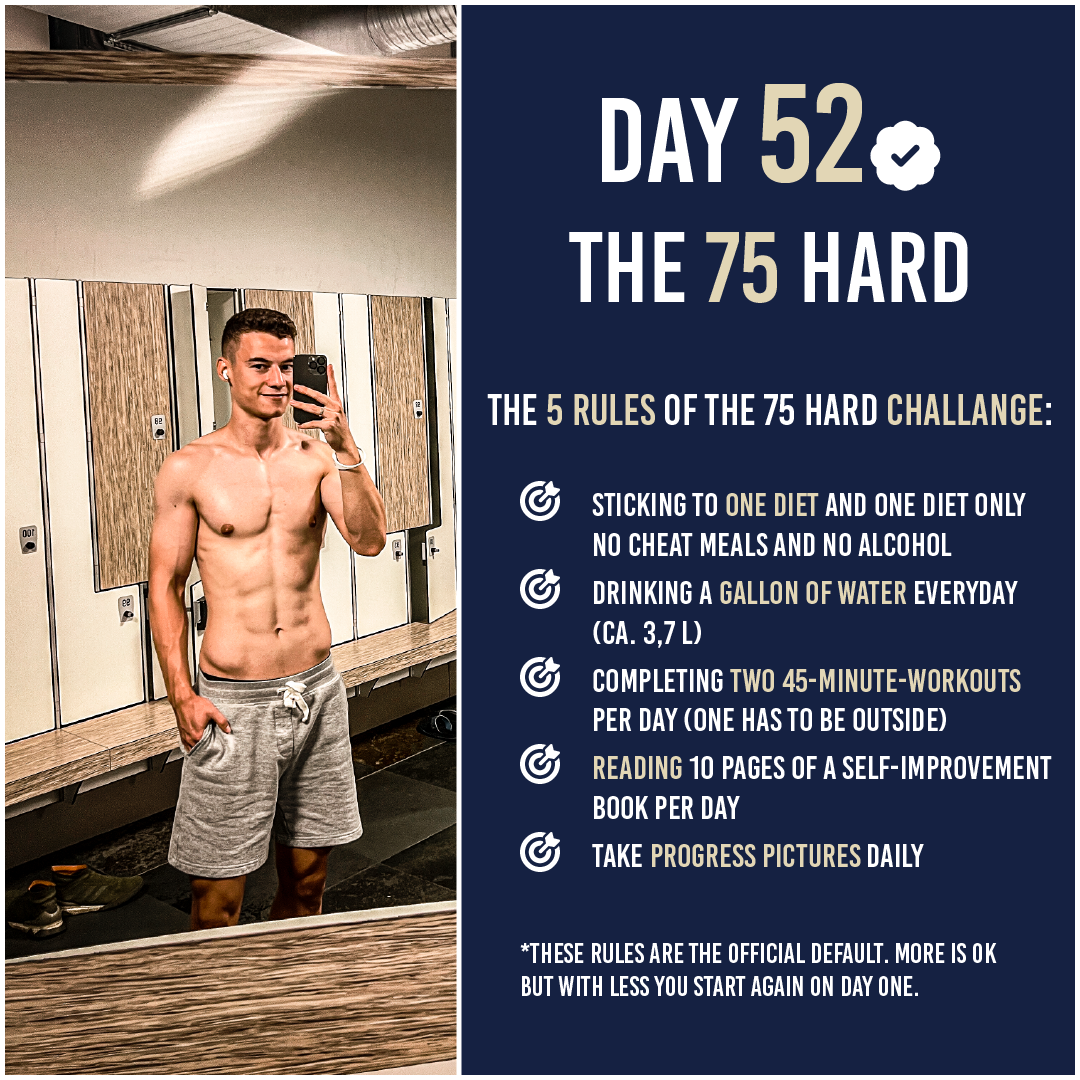 DAY 52
THE 75 HARD
THE 5 RULES OF THE 75 HARD CHALLANGE:
STICKING TO ONE DIET AND ONE DIET ONLY
NO CHEAT MEALS AND NO ALCOHOL
DRINKING A GALLON OF WATER EVERYDAY
(CA. 3,7 L)
COMPLETING TWO 45-MINUTE-WORKOUTS
PER DAY (ONE HAS TO BE OUTSIDE)
READING 10 PAGES OF A SELF-IMPROVEMENT
BOOK PER DAY
TAKE PROGRESS PICTURES DAILY
*THESE RULES ARE THE OFFICIAL DEFAULT. MORE IS OK
BUT WITH LESS YOU START AGAIN ON DAY ONE.